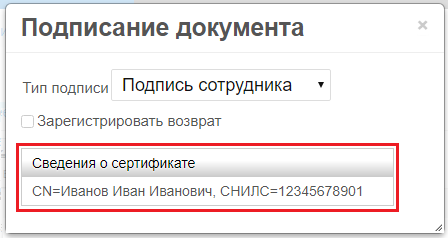 Подписание документа ×
Тип подписи Подпись сотрудника
Зарегистрировать возврат
Сведения о сертификате
CN=Иванов Иван Иванович, СНИЛС=12345678901